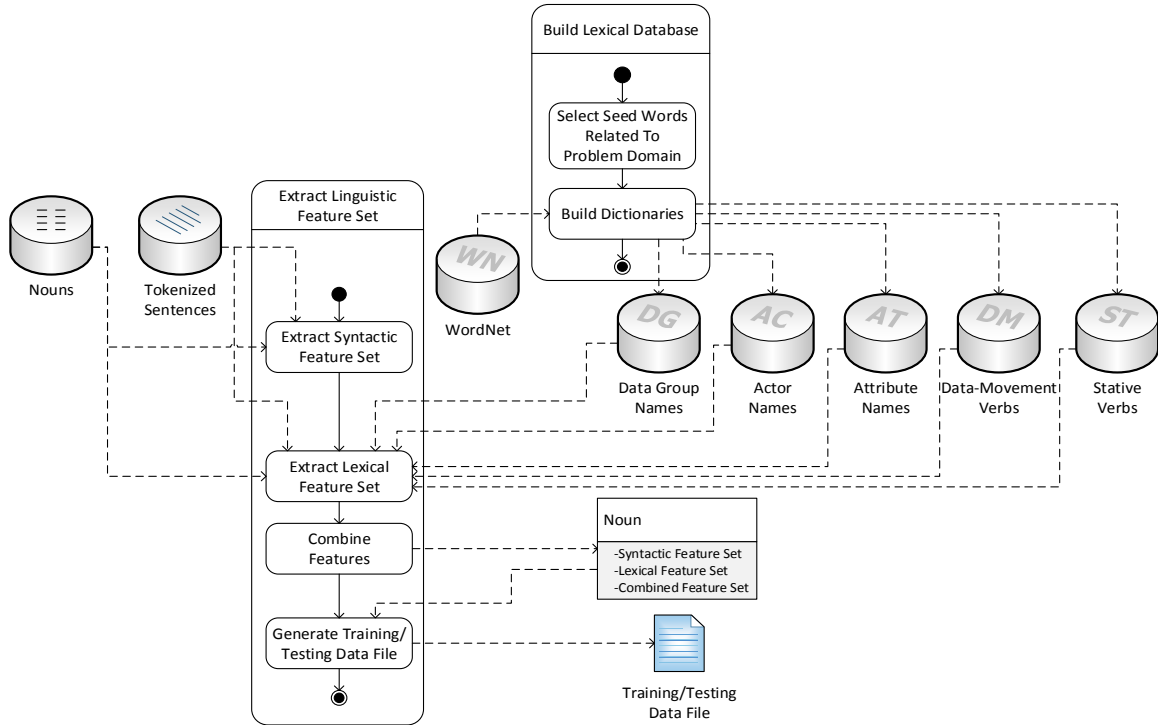 Build Lexical Database
Select Seed Words
Related To
Problem Domain
Build Dictionaries
Extract Linguistic
Feature Set
Nouns
Tokenized
Sentences
WN
WordNet
DG
Data Group
Names
AC
Actor
Names
AT
Attribute
Names
DM
Data-Movement
Verbs
ST
Stative
Verbs
Extract Syntactic
Feature Set
Extract Lexical
Feature Set
Combine
Features
Noun
-Syntactic Feature Set
-Lexical Feature Set
-Combined Feature Set
Generate Training/
Testing Data File
Training/Testing
Data File